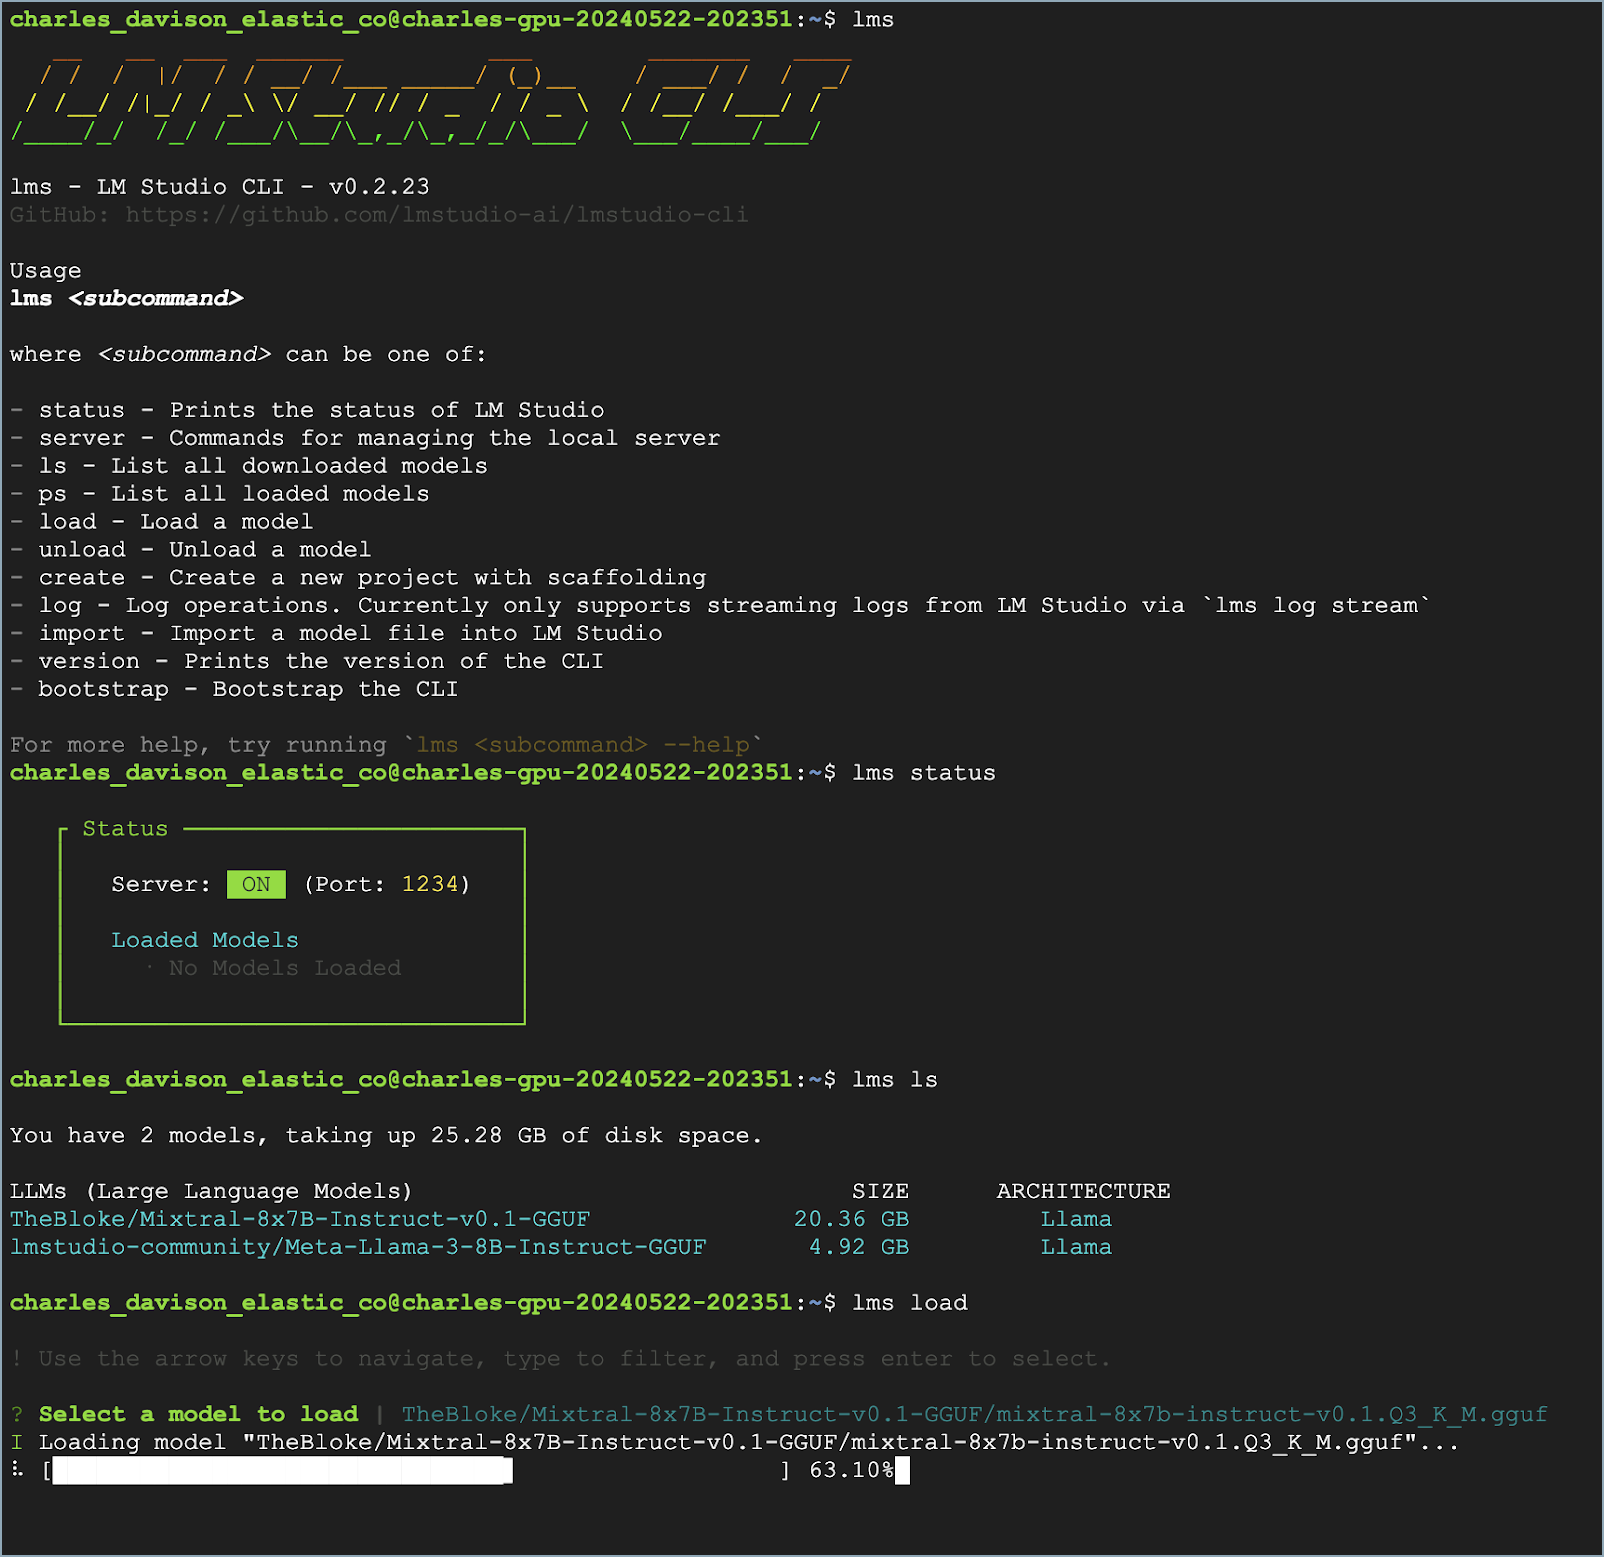 charles_davison_elastic_co@charles-gpu-20240522-202351:~$ lms
LM Studio CLI
lms - LM Studio CLI - v0.2.23
GitHub: https://github.com/lmstudio-ai/lmstudio-cli
Usage
lms <subcommand>
where <subcommand> can be one of:
- status - Prints the status of LM Studio
- server - Commands for managing the local server
- ls - List all downloaded models
- ps - List all loaded models
- load - Load a model
- unload - Unload a model
- create - Create a new project with scaffolding
- log - Log operations. Currently only supports streaming logs from LM Studio via `lms log stream`
- import - Import a model file into LM Studio
- version - Prints the version of the CLI
- bootstrap - Bootstrap the CLI
For more help, try running `lms <subcommand> --help`
charles_davison_elastic_co@charles-gpu-20240522-202351:~$ lms status
Status
Server: ON (Port: 1234)
Loaded Models
· No Models Loaded
charles_davison_elastic_co@charles-gpu-20240522-202351:~$ lms ls
You have 2 models, taking up 25.28 GB of disk space.
LLMs (Large Language Models) SIZE ARCHITECTURE
TheBloke/Mixtral-8x7B-Instruct-v0.1-GGUF 20.36 GB Llama
lmstudio-community/Meta-Llama-3-8B-Instruct-GGUF 4.92 GB Llama
charles_davison_elastic_co@charles-gpu-20240522-202351:~$ lms load
! Use the arrow keys to navigate, type to filter, and press enter to select.
? Select a model to load | TheBloke/Mixtral-8x7B-Instruct-v0.1-GGUF/mixtral-8x7b-instruct-v0.1.Q3_K_M.gguf
I Loading model "TheBloke/Mixtral-8x7B-Instruct-v0.1-GGUF/mixtral-8x7b-instruct-v0.1.Q3_K_M.gguf"...
[ ] 63.10%